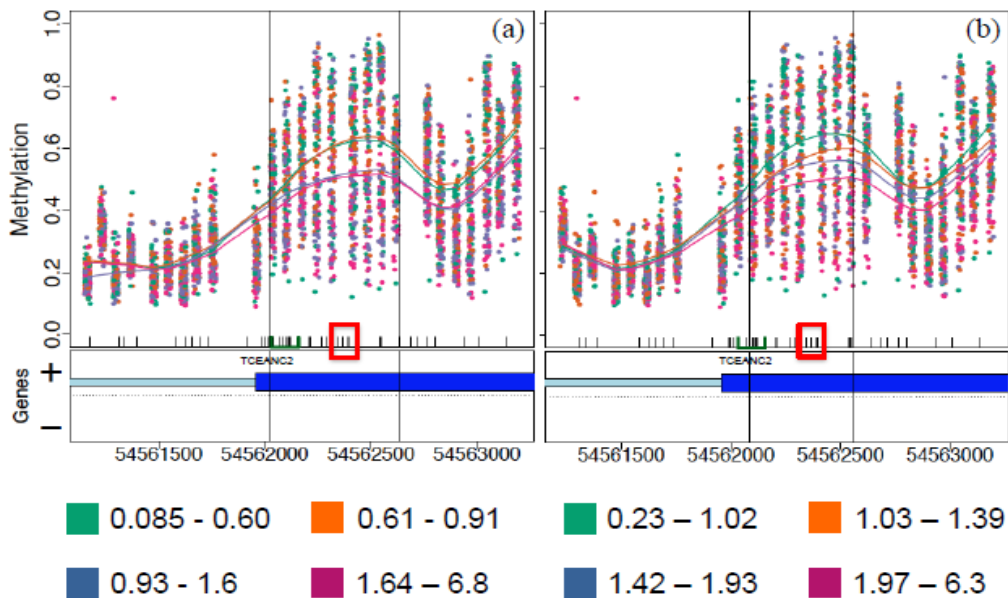 (a)
(b)
Methylation
1.0
0.8
0.6
0.4
0.2
0.0
TCEANC2
TCEANC2
Genes
+
−
54561500 54562000 54562500 54563000
54561500 54562000 54562500 54563000
0.085 - 0.60
0.61 - 0.91
0.23 – 1.02
1.03 – 1.39
0.93 - 1.6
1.64 – 6.8
1.42 – 1.93
1.97 – 6.3